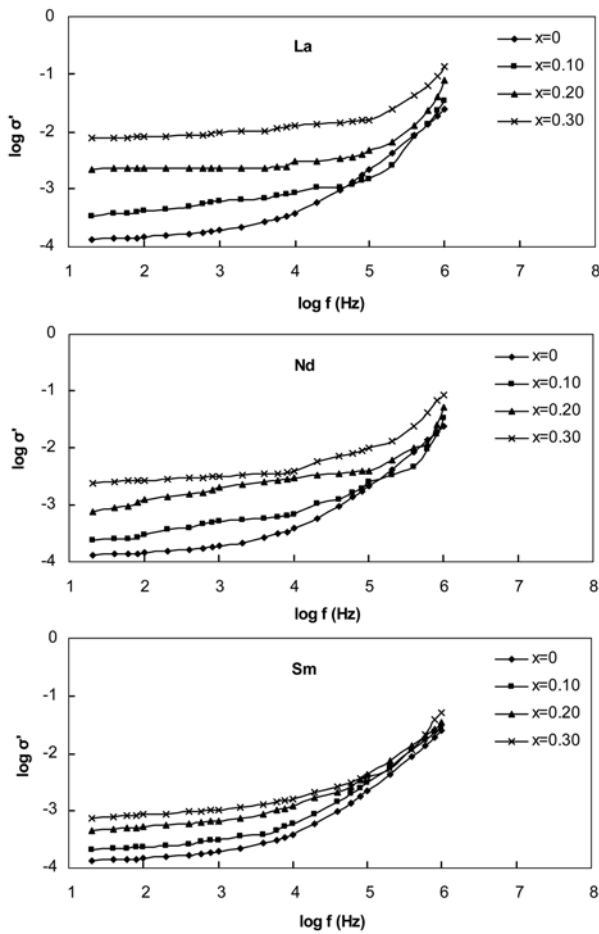 La
0
-1
-2
-3
-4
log σ'
1 2 3 4 5 6 7 8
log f (Hz)
x=0
x=0.10
x=0.20
x=0.30
Nd
0
-1
-2
-3
-4
log σ'
1 2 3 4 5 6 7 8
log f (Hz)
x=0
x=0.10
x=0.20
x=0.30
Sm
0
-1
-2
-3
-4
log σ'
1 2 3 4 5 6 7 8
log f (Hz)
x=0
x=0.10
x=0.20
x=0.30